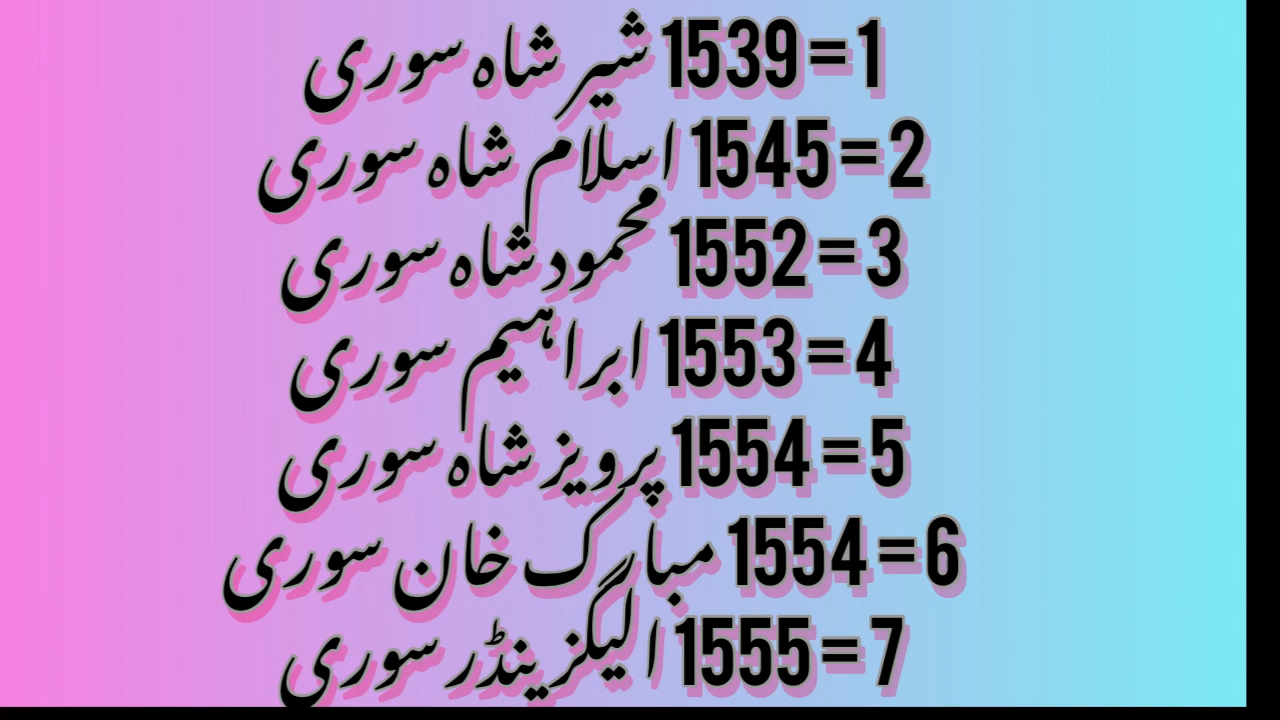 1=1539 شیر شاہ سوری
2=1545 اسلام شاہ سوری
3=1552 محمود شاہ سوری
4=1553 ابراہیم سوری
5=1554 پرویز شاہ سوری
6=1554 مبارک خان سوری
7=1555 الیگزینڈر سوری